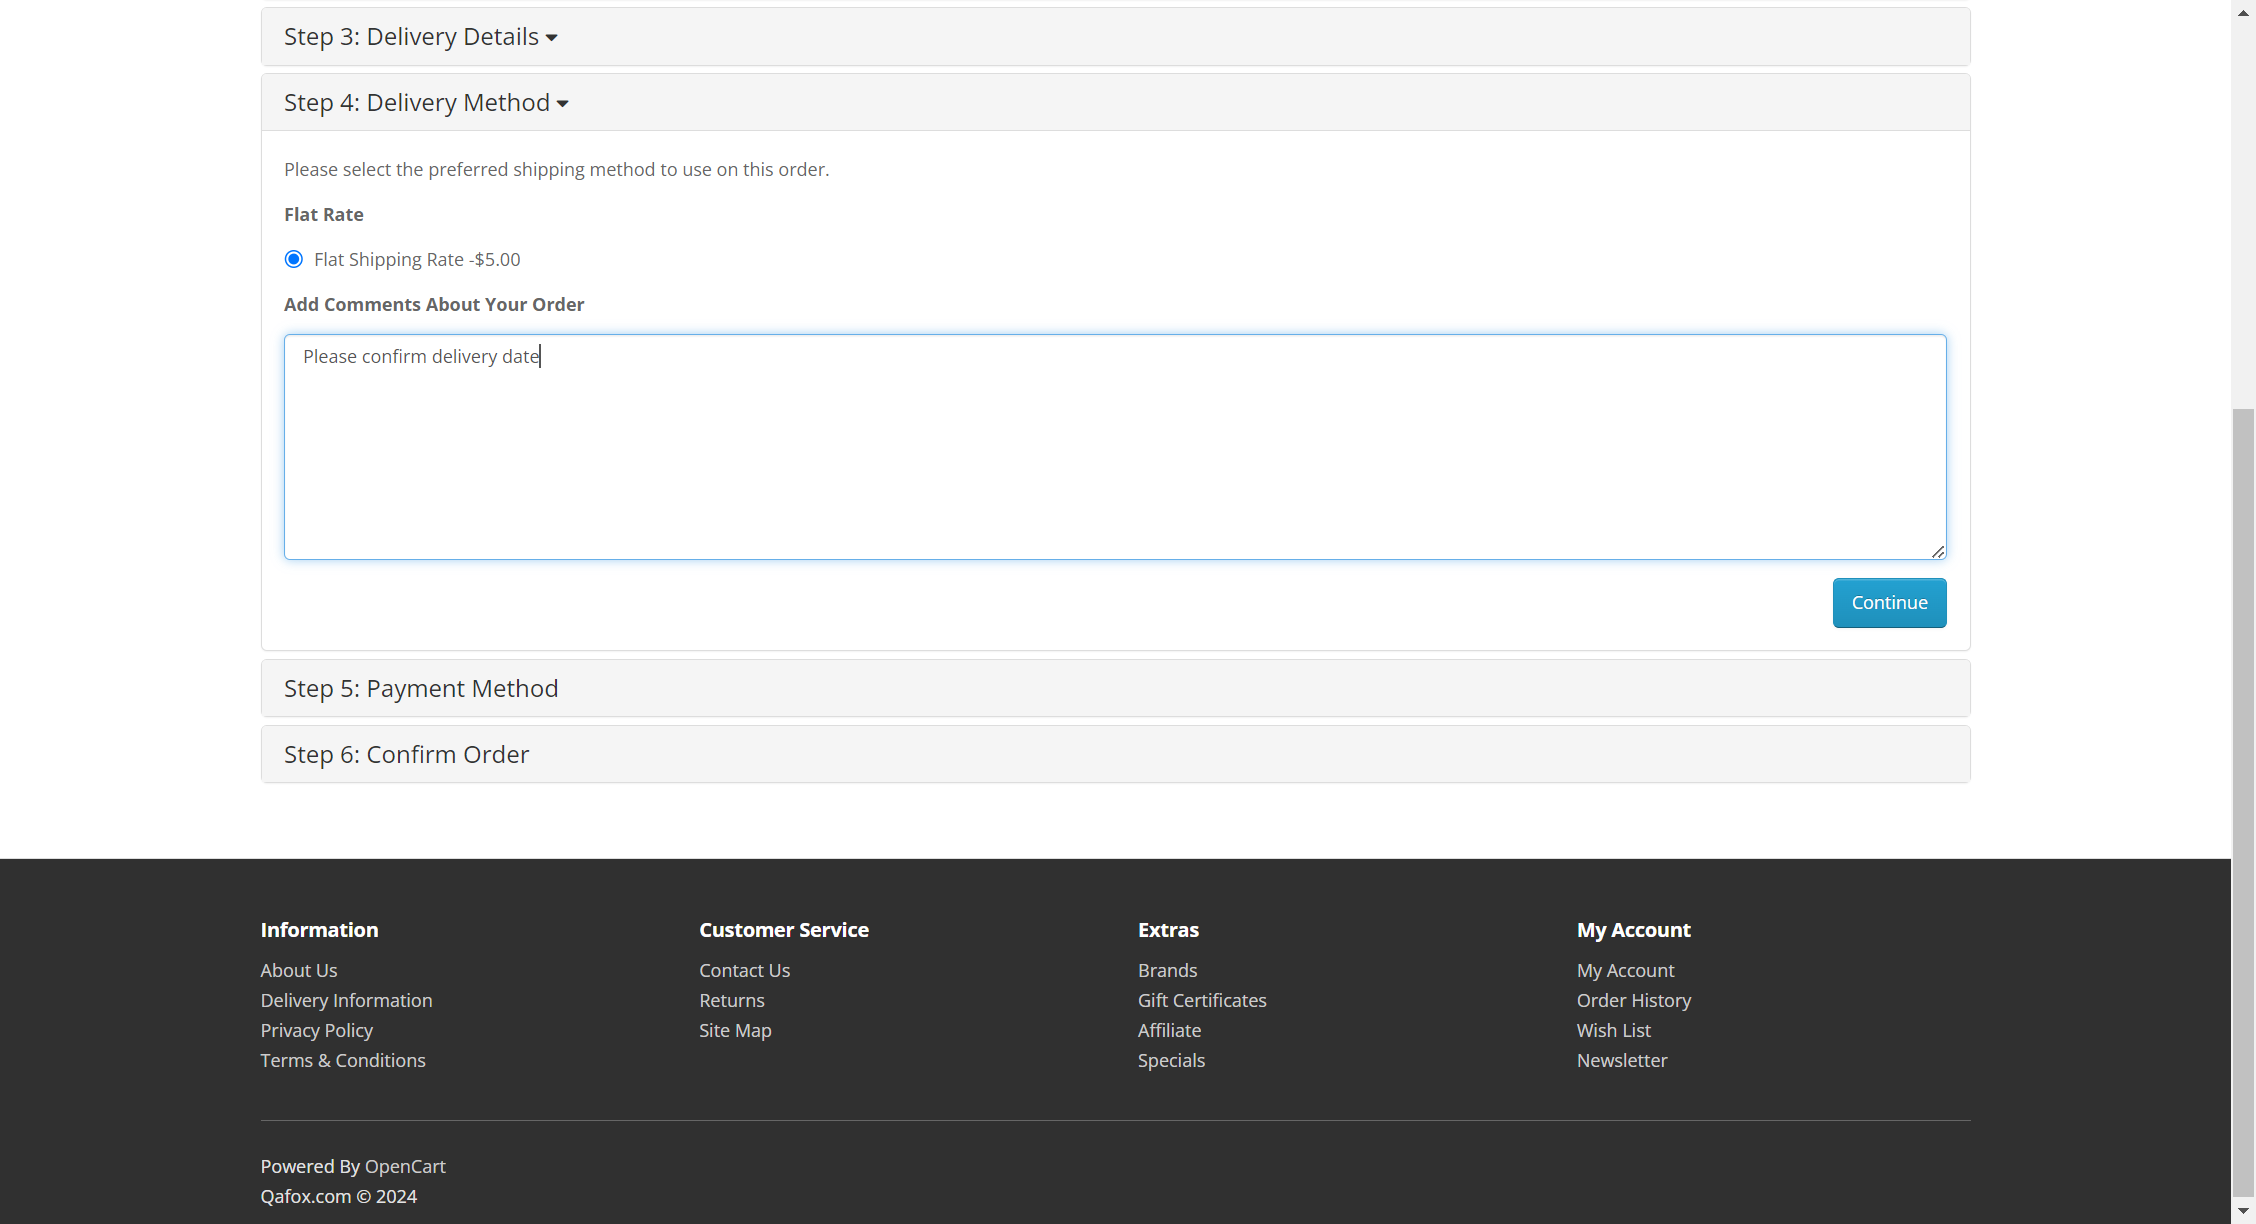 Step 3: Delivery Details
Step 4: Delivery Method
Please select the preferred shipping method to use on this order.
Flat Rate
Flat Shipping Rate -$5.00
Add Comments About Your Order
Please confirm delivery date
Continue
Step 5: Payment Method
Step 6: Confirm Order
Information
About Us
Delivery Information
Privacy Policy
Terms & Conditions
Customer Service
Contact Us
Returns
Site Map
Extras
Brands
Gift Certificates
Affiliate
Specials
My Account
My Account
Order History
Wish List
Newsletter
Powered By OpenCart
Qafox.com © 2024